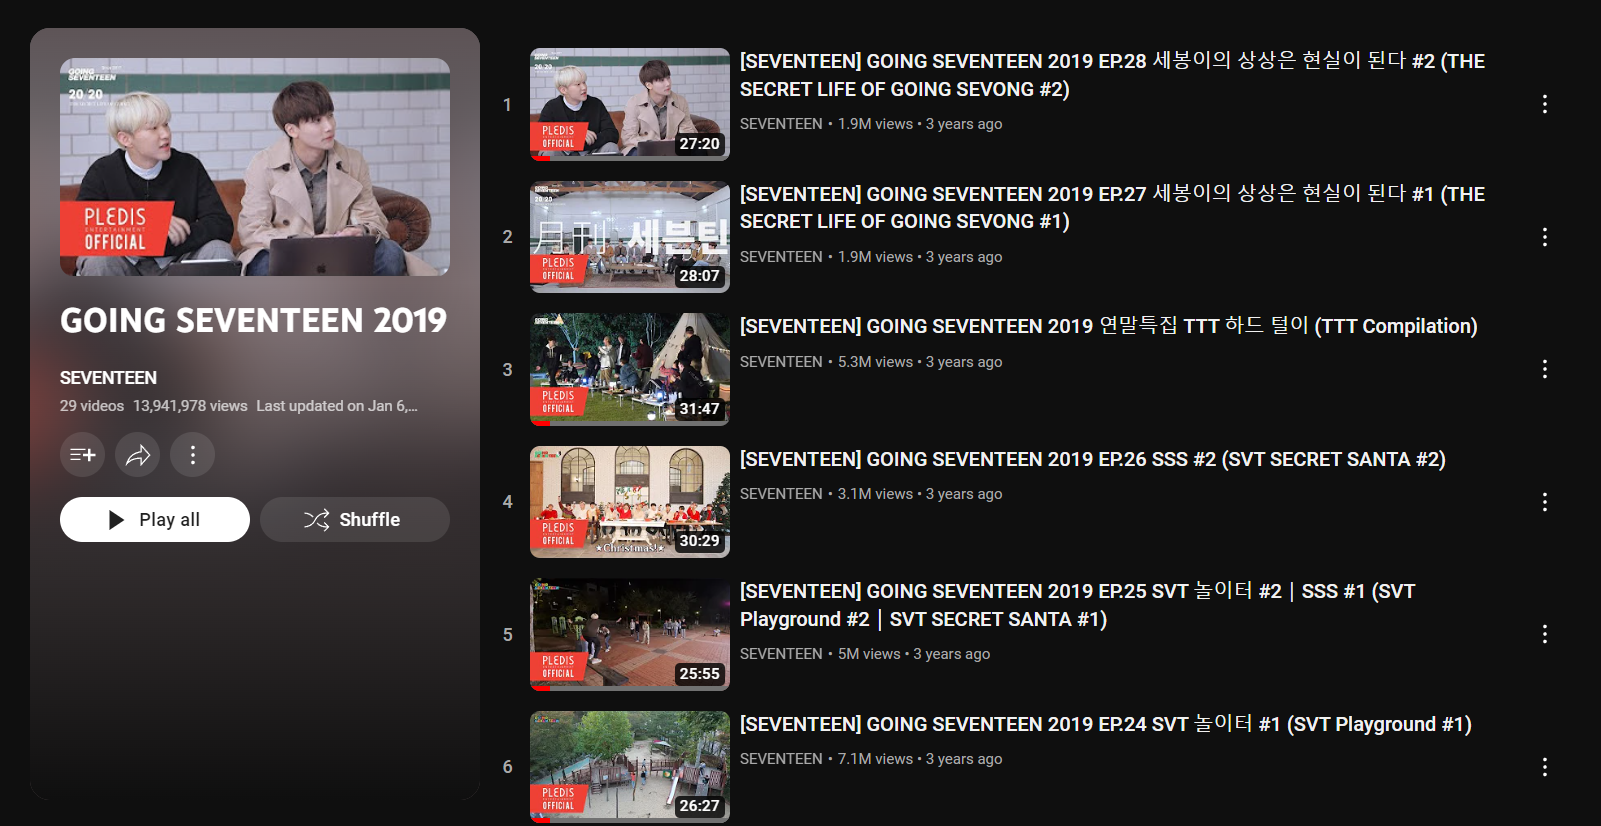 GOING
SEVENTEEN
20/20
PLEDIS
ENTERTAINMENT
OFFICIAL
GOING SEVENTEEN 2019
SEVENTEEN
29 videos 13,941,978 views Last updated on Jan 6,...
Play all
Shuffle
1
GOING
SEVENTEEN
20/20
PLEDIS
OFFICIAL
27:20
[SEVENTEEN] GOING SEVENTEEN 2019 EP.28 세봉이의 상상은 현실이 된다 #2 (THE
SECRET LIFE OF GOING SEVONG #2)
SEVENTEEN • 1.9M views • 3 years ago
2
GOING
SEVENTEEN
20/20
月刊 세븐틴
PLEDIS
OFFICIAL
28:07
[SEVENTEEN] GOING SEVENTEEN 2019 EP.27 세봉이의 상상은 현실이 된다 #1 (THE
SECRET LIFE OF GOING SEVONG #1)
SEVENTEEN • 1.9M views • 3 years ago
3
PLEDIS
OFFICIAL
31:47
[SEVENTEEN] GOING SEVENTEEN 2019 연말특집 TTT 하드 털이 (TTT Compilation)
SEVENTEEN • 5.3M views • 3 years ago
4
PLEDIS
OFFICIAL
★Christmas!★
30:29
[SEVENTEEN] GOING SEVENTEEN 2019 EP.26 SSS #2 (SVT SECRET SANTA #2)
SEVENTEEN • 3.1M views • 3 years ago
5
PLEDIS
OFFICIAL
25:55
[SEVENTEEN] GOING SEVENTEEN 2019 EP.25 SVT 놀이터 #2 | SSS #1 (SVT
Playground #2 | SVT SECRET SANTA #1)
SEVENTEEN • 5M views • 3 years ago
6
PLEDIS
OFFICIAL
26:27
[SEVENTEEN] GOING SEVENTEEN 2019 EP.24 SVT 놀이터 #1 (SVT Playground #1)
SEVENTEEN • 7.1M views • 3 years ago